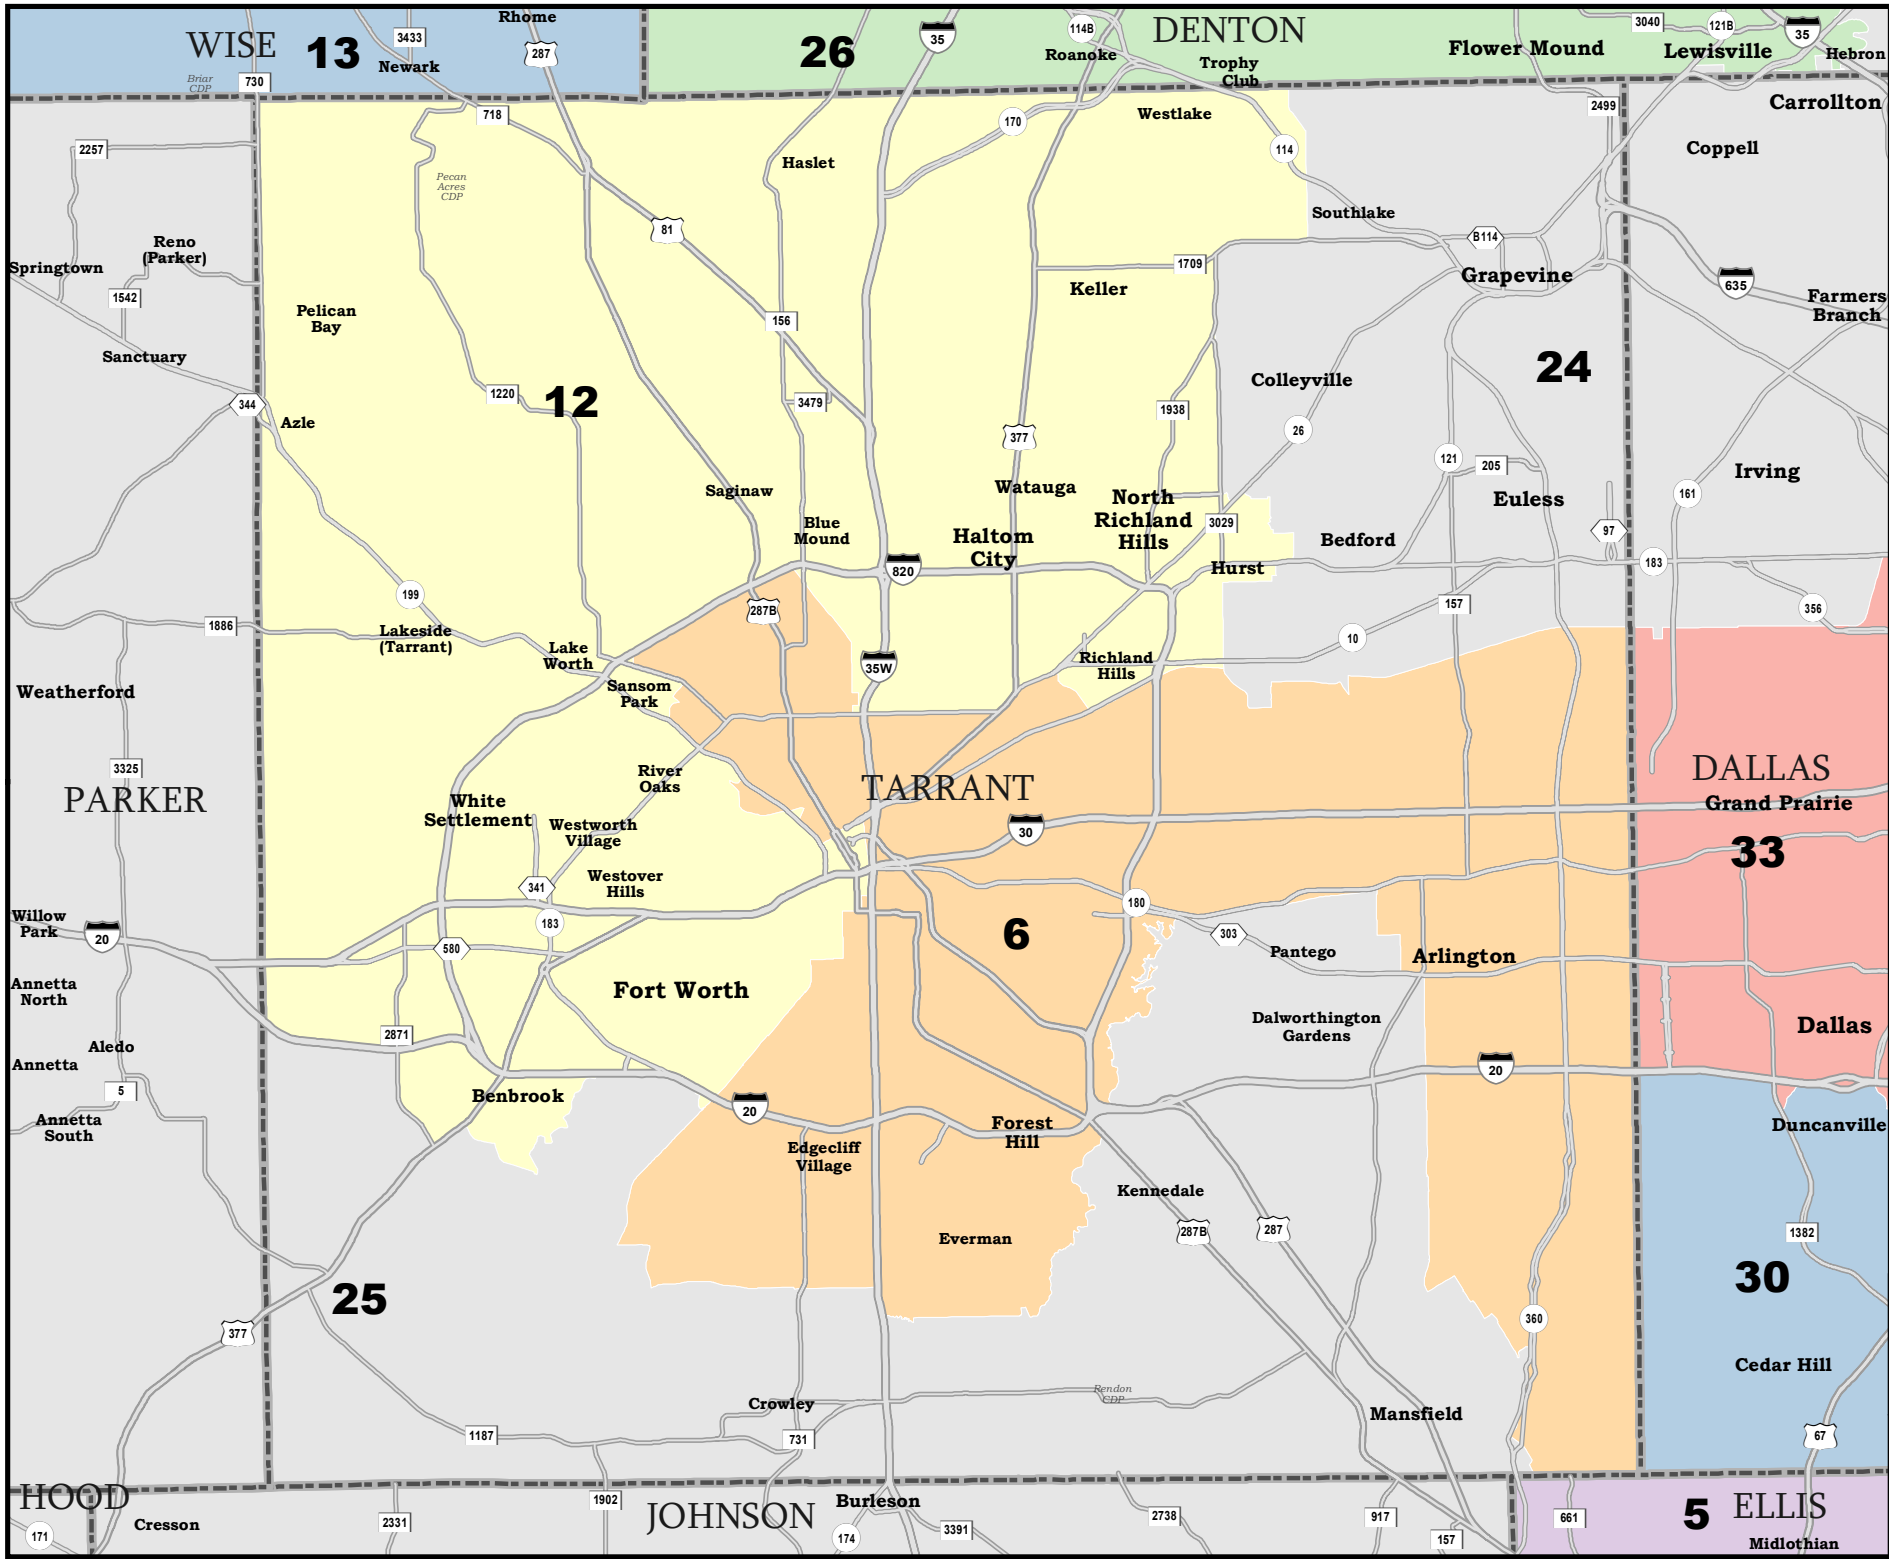 Rhome
WISE
13
3433
Newark
287
Briar
CDP
730
26
35
114B
Roanoke
DENTON
Trophy
Club
Flower Mound
3040
121B
Lewisville
35
Hebron
718
170
Westlake
2499
Carrollton
2257
Haslet
114
Coppell
Pecan
Acres
CDP
Southlake
81
B114
Reno
(Parker)
Springtown
1542
1709
Keller
Grapevine
635
Farmers
Branch
Pelican
Bay
156
Sanctuary
24
Colleyville
344
Azle
1220
12
3479
377
1938
26
121
205
Irving
161
Saginaw
Watauga
North
Richland
Hills
Euless
Blue
Mound
Haltom
City
3029
97
Bedford
820
Hurst
183
199
287B
157
356
1886
Lakeside
(Tarrant)
Lake
Worth
35W
Richland
Hills
10
Weatherford
Sansom
Park
3325
PARKER
River
Oaks
TARRANT
DALLAS
Grand Prairie
White
Settlement
Westworth
Village
30
33
341
Westover
Hills
183
180
Willow
Park
20
580
6
303
Pantego
Arlington
Annetta
North
Fort Worth
Dalworthington
Gardens
Dallas
2871
Aledo
Annetta
5
Benbrook
20
20
Annetta
South
Edgecliff
Village
Forest
Hill
Duncanville
Kennedale
Everman
287B
287
1382
25
30
377
360
Cedar Hill
Rendon
CDP
Crowley
Mansfield
1187
731
67
HOOD
1902
JOHNSON
Burleson
171
Cresson
2331
174
3391
2738
917
157
661
5
ELLIS
Midlothian